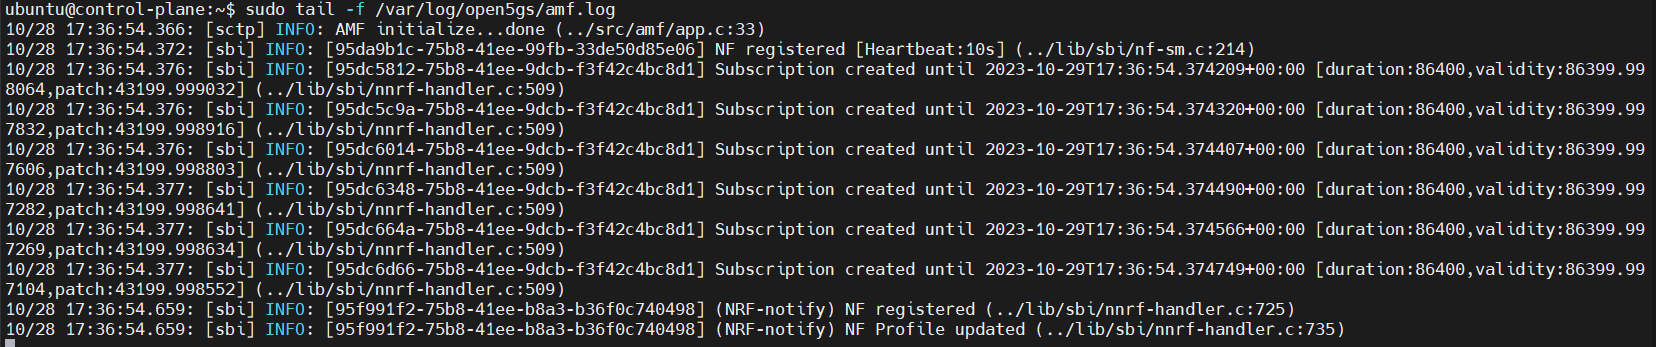 ubuntu@control-plane:~$ sudo tail -f /var/log/open5gs/amf.log
10/28 17:36:54.366: [sctp] INFO: AMF initialize...done (../src/amf/app.c:33)
10/28 17:36:54.372: [sbi] INFO: [95da9b1c-75b8-41ee-99fb-33de50d85e06] NF registered [Heartbeat:10s] (../lib/sbi/nf-sm.c:214)
10/28 17:36:54.376: [sbi] INFO: [95dc5812-75b8-41ee-9dcb-f3f42c4bc8d1] Subscription created until 2023-10-29T17:36:54.374209+00:00 [duration:86400,validity:86399.99
8064,patch:43199.999032] (../lib/sbi/nnrf-handler.c:509)
10/28 17:36:54.376: [sbi] INFO: [95dc5c9a-75b8-41ee-9dcb-f3f42c4bc8d1] Subscription created until 2023-10-29T17:36:54.374320+00:00 [duration:86400,validity:86399.99
7832,patch:43199.998916] (../lib/sbi/nnrf-handler.c:509)
10/28 17:36:54.376: [sbi] INFO: [95dc6014-75b8-41ee-9dcb-f3f42c4bc8d1] Subscription created until 2023-10-29T17:36:54.374407+00:00 [duration:86400,validity:86399.99
7606,patch:43199.998803] (../lib/sbi/nnrf-handler.c:509)
10/28 17:36:54.377: [sbi] INFO: [95dc6348-75b8-41ee-9dcb-f3f42c4bc8d1] Subscription created until 2023-10-29T17:36:54.374490+00:00 [duration:86400,validity:86399.99
7282,patch:43199.998641] (../lib/sbi/nnrf-handler.c:509)
10/28 17:36:54.377: [sbi] INFO: [95dc664a-75b8-41ee-9dcb-f3f42c4bc8d1] Subscription created until 2023-10-29T17:36:54.374566+00:00 [duration:86400,validity:86399.99
7269,patch:43199.998634] (../lib/sbi/nnrf-handler.c:509)
10/28 17:36:54.377: [sbi] INFO: [95dc6d66-75b8-41ee-9dcb-f3f42c4bc8d1] Subscription created until 2023-10-29T17:36:54.374749+00:00 [duration:86400,validity:86399.99
7104,patch:43199.998552] (../lib/sbi/nnrf-handler.c:509)
10/28 17:36:54.659: [sbi] INFO: [95f991f2-75b8-41ee-b8a3-b36f0c740498] (NRF-notify) NF registered (../lib/sbi/nnrf-handler.c:725)
10/28 17:36:54.659: [sbi] INFO: [95f991f2-75b8-41ee-b8a3-b36f0c740498] (NRF-notify) NF Profile updated (../lib/sbi/nnrf-handler.c:735)